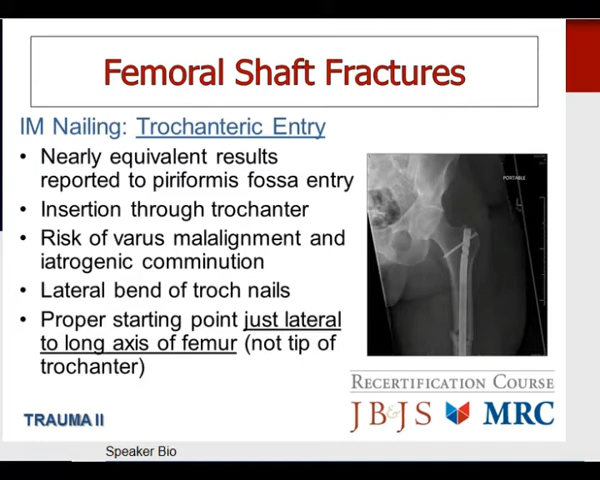 Femoral Shaft Fractures
IM Nailing: Trochanteric Entry
• Nearly equivalent results
reported to piriformis fossa entry
• Insertion through trochanter
• Risk of varus malalignment and
iatrogenic comminution
• Lateral bend of troch nails
• Proper starting point just lateral
to long axis of femur (not tip of
trochanter)
PORTABLE
RECERTIFICATION COURSE
JB&JS MRC
TRAUMA II
Speaker Bio